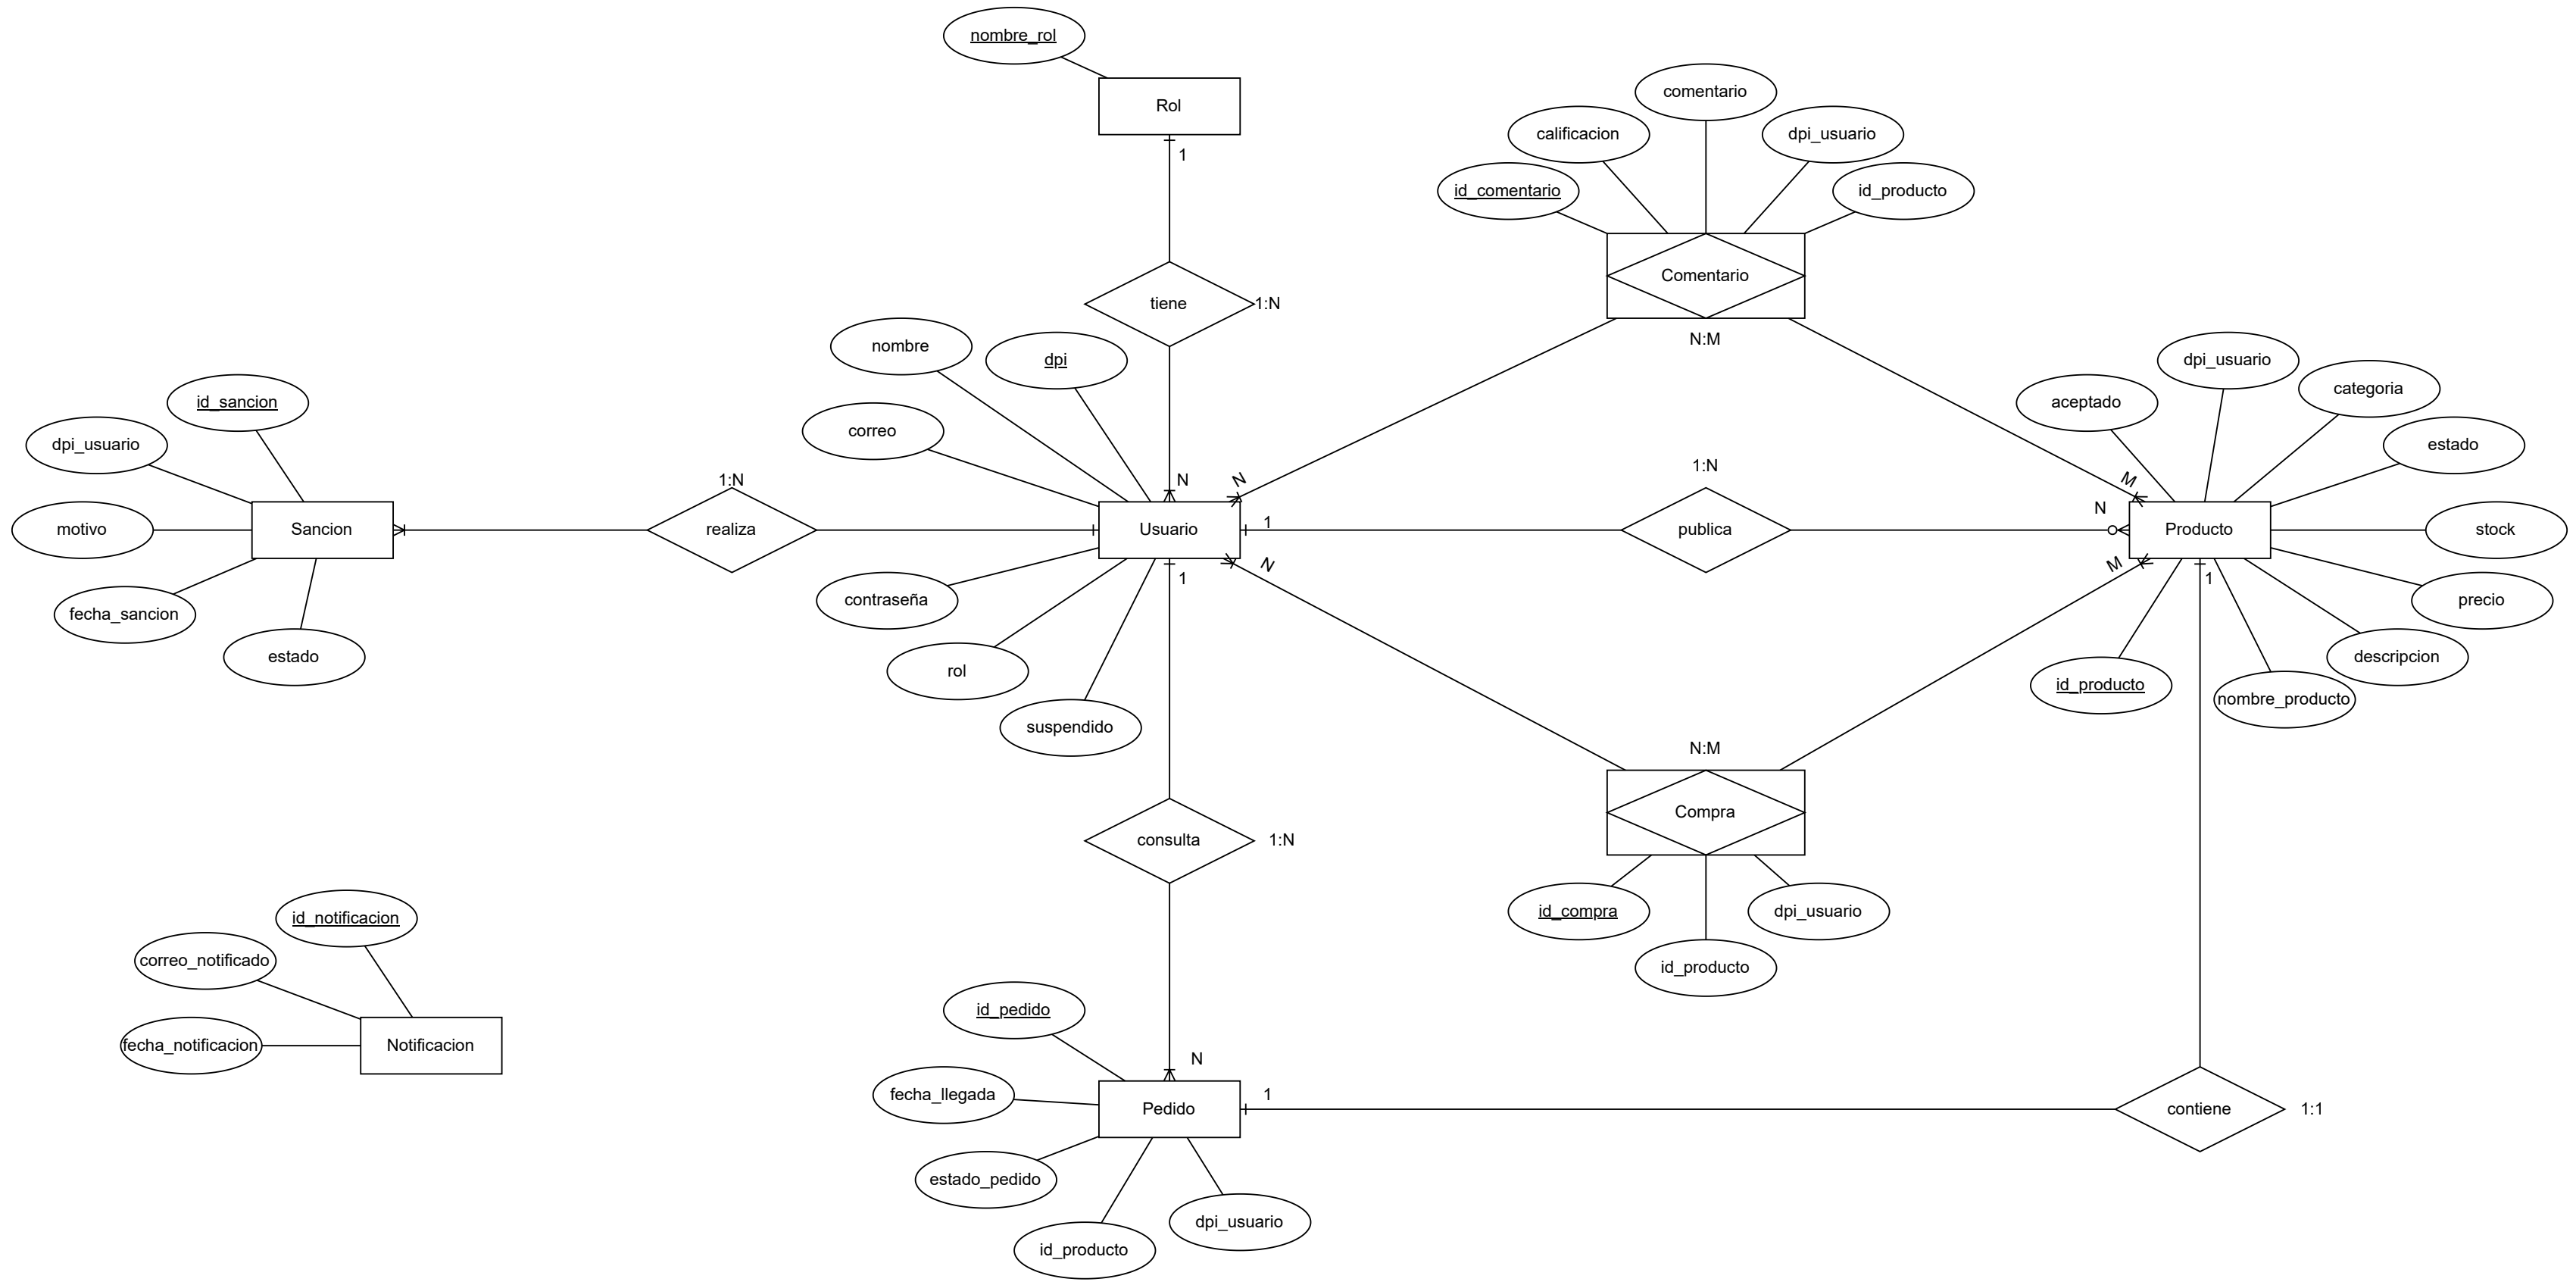 nombre_rol
Rol
1
tiene
1:N
N
comentario
calificacion
dpi_usuario
id_comentario
id_producto
Comentario
N:M
nombre
dpi
correo
id_sancion
dpi_usuario
motivo
Sancion
fecha_sancion
estado
1:N
realiza
Usuario
N
1
N
contraseña
rol
suspendido
1
1:N
publica
dpi_usuario
aceptado
categoria
estado
M
N
Producto
stock
M
1
precio
descripcion
id_producto
nombre_producto
N:M
Compra
id_compra
dpi_usuario
id_producto
consulta
1:N
id_notificacion
correo_notificado
fecha_notificacion
Notificacion
id_pedido
N
fecha_llegada
Pedido
1
contiene
1:1
estado_pedido
dpi_usuario
id_producto